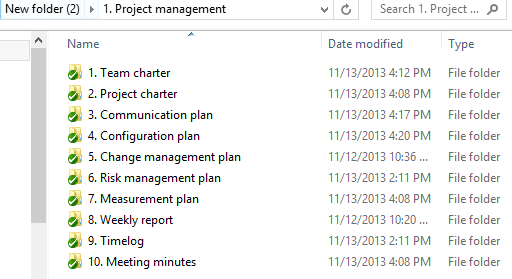 New folder (2) 1. Project management Search 1. Project ...
Name Date modified Type
1. Team charter 11/13/2013 4:12 PM File folder
2. Project charter 11/13/2013 4:08 PM File folder
3. Communication plan 11/13/2013 4:17 PM File folder
4. Configuration plan 11/13/2013 4:20 PM File folder
5. Change management plan 11/12/2013 10:36 ... File folder
6. Risk management plan 11/13/2013 2:11 PM File folder
7. Measurement plan 11/13/2013 4:08 PM File folder
8. Weekly report 11/12/2013 10:20 ... File folder
9. Timelog 11/13/2013 2:11 PM File folder
10. Meeting minutes 11/13/2013 4:08 PM File folder